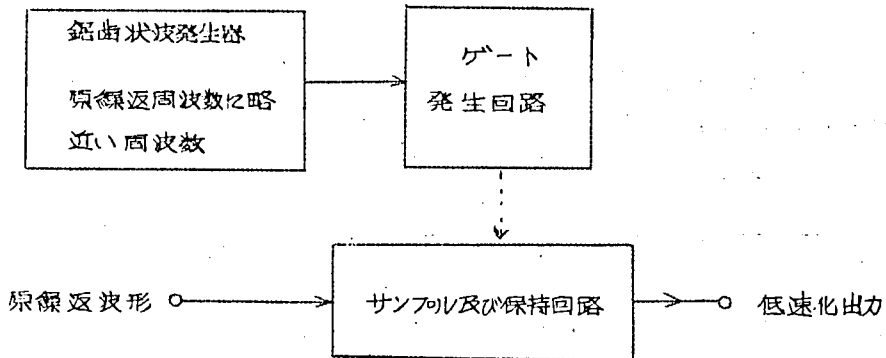 鋸歯状波発生器
原繰返周波数に略
近い周波数
ゲート
発生回路
原繰返波形
サンプル及び保持回路
低速化出力